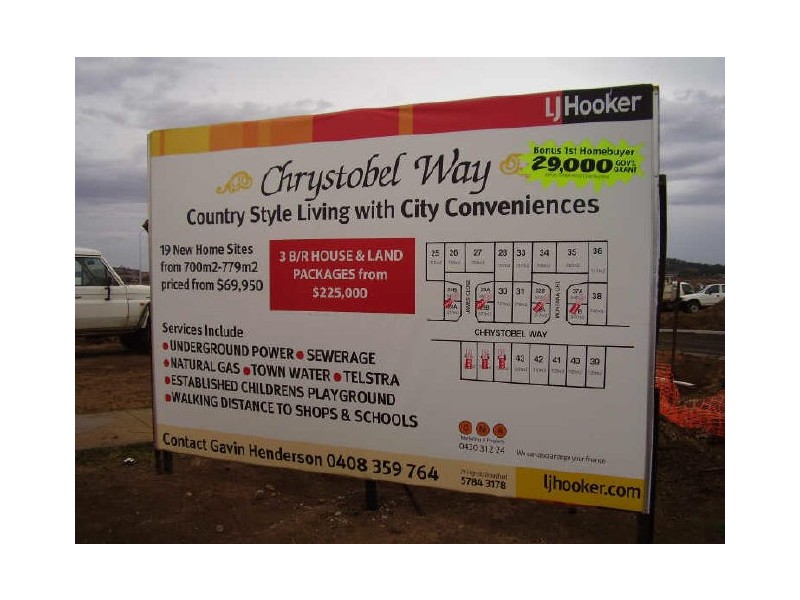 LJ Hooker
Bonus 1st Homebuyer
29,000 GOV'T GRANT
Chrystobel Way
Country Style Living with City Conveniences
19 New Home Sites
from 700m2-779m2
priced from $69,950
3 B/R HOUSE & LAND
PACKAGES from
$225,000
25 26 27 28 33 34 35 36
30 31 38
CHRYSTOBEL WAY
43 42 41 40 39
Services Include
UNDERGROUND POWER • SEWERAGE
NATURAL GAS • TOWN WATER • TELSTRA
ESTABLISHED CHILDRENS PLAYGROUND
WALKING DISTANCE TO SHOPS & SCHOOLS
Contact Gavin Henderson 0408 359 764
5784 3178
ljhooker.com